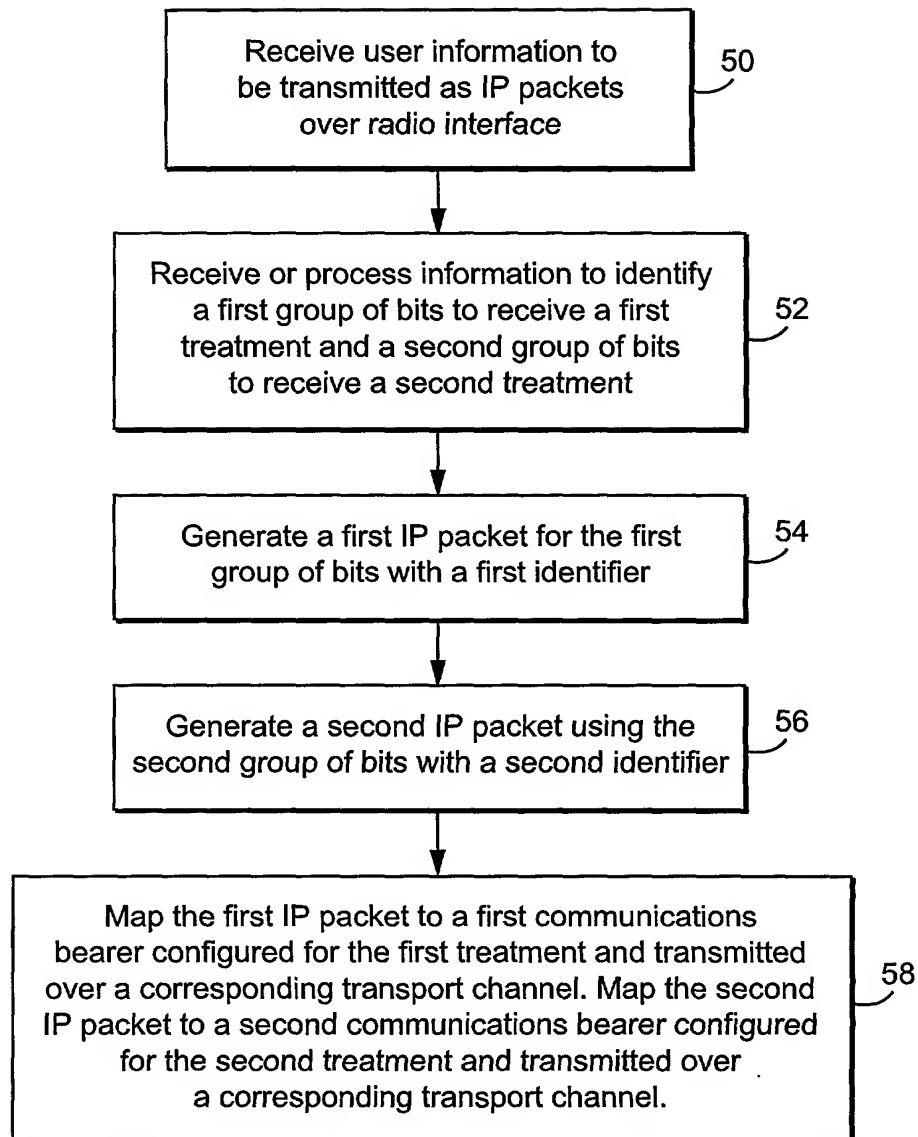 Receive user information to
be transmitted as IP packets
over radio interface
50
Receive or process information to identify
a first group of bits to receive a first
treatment and a second group of bits
to receive a second treatment
52
Generate a first IP packet for the first
group of bits with a first identifier
54
Generate a second IP packet using the
second group of bits with a second identifier
56
Map the first IP packet to a first communications
bearer configured for the first treatment and transmitted
over a corresponding transport channel. Map the second
IP packet to a second communications bearer configured
for the second treatment and transmitted over
a corresponding transport channel.
58